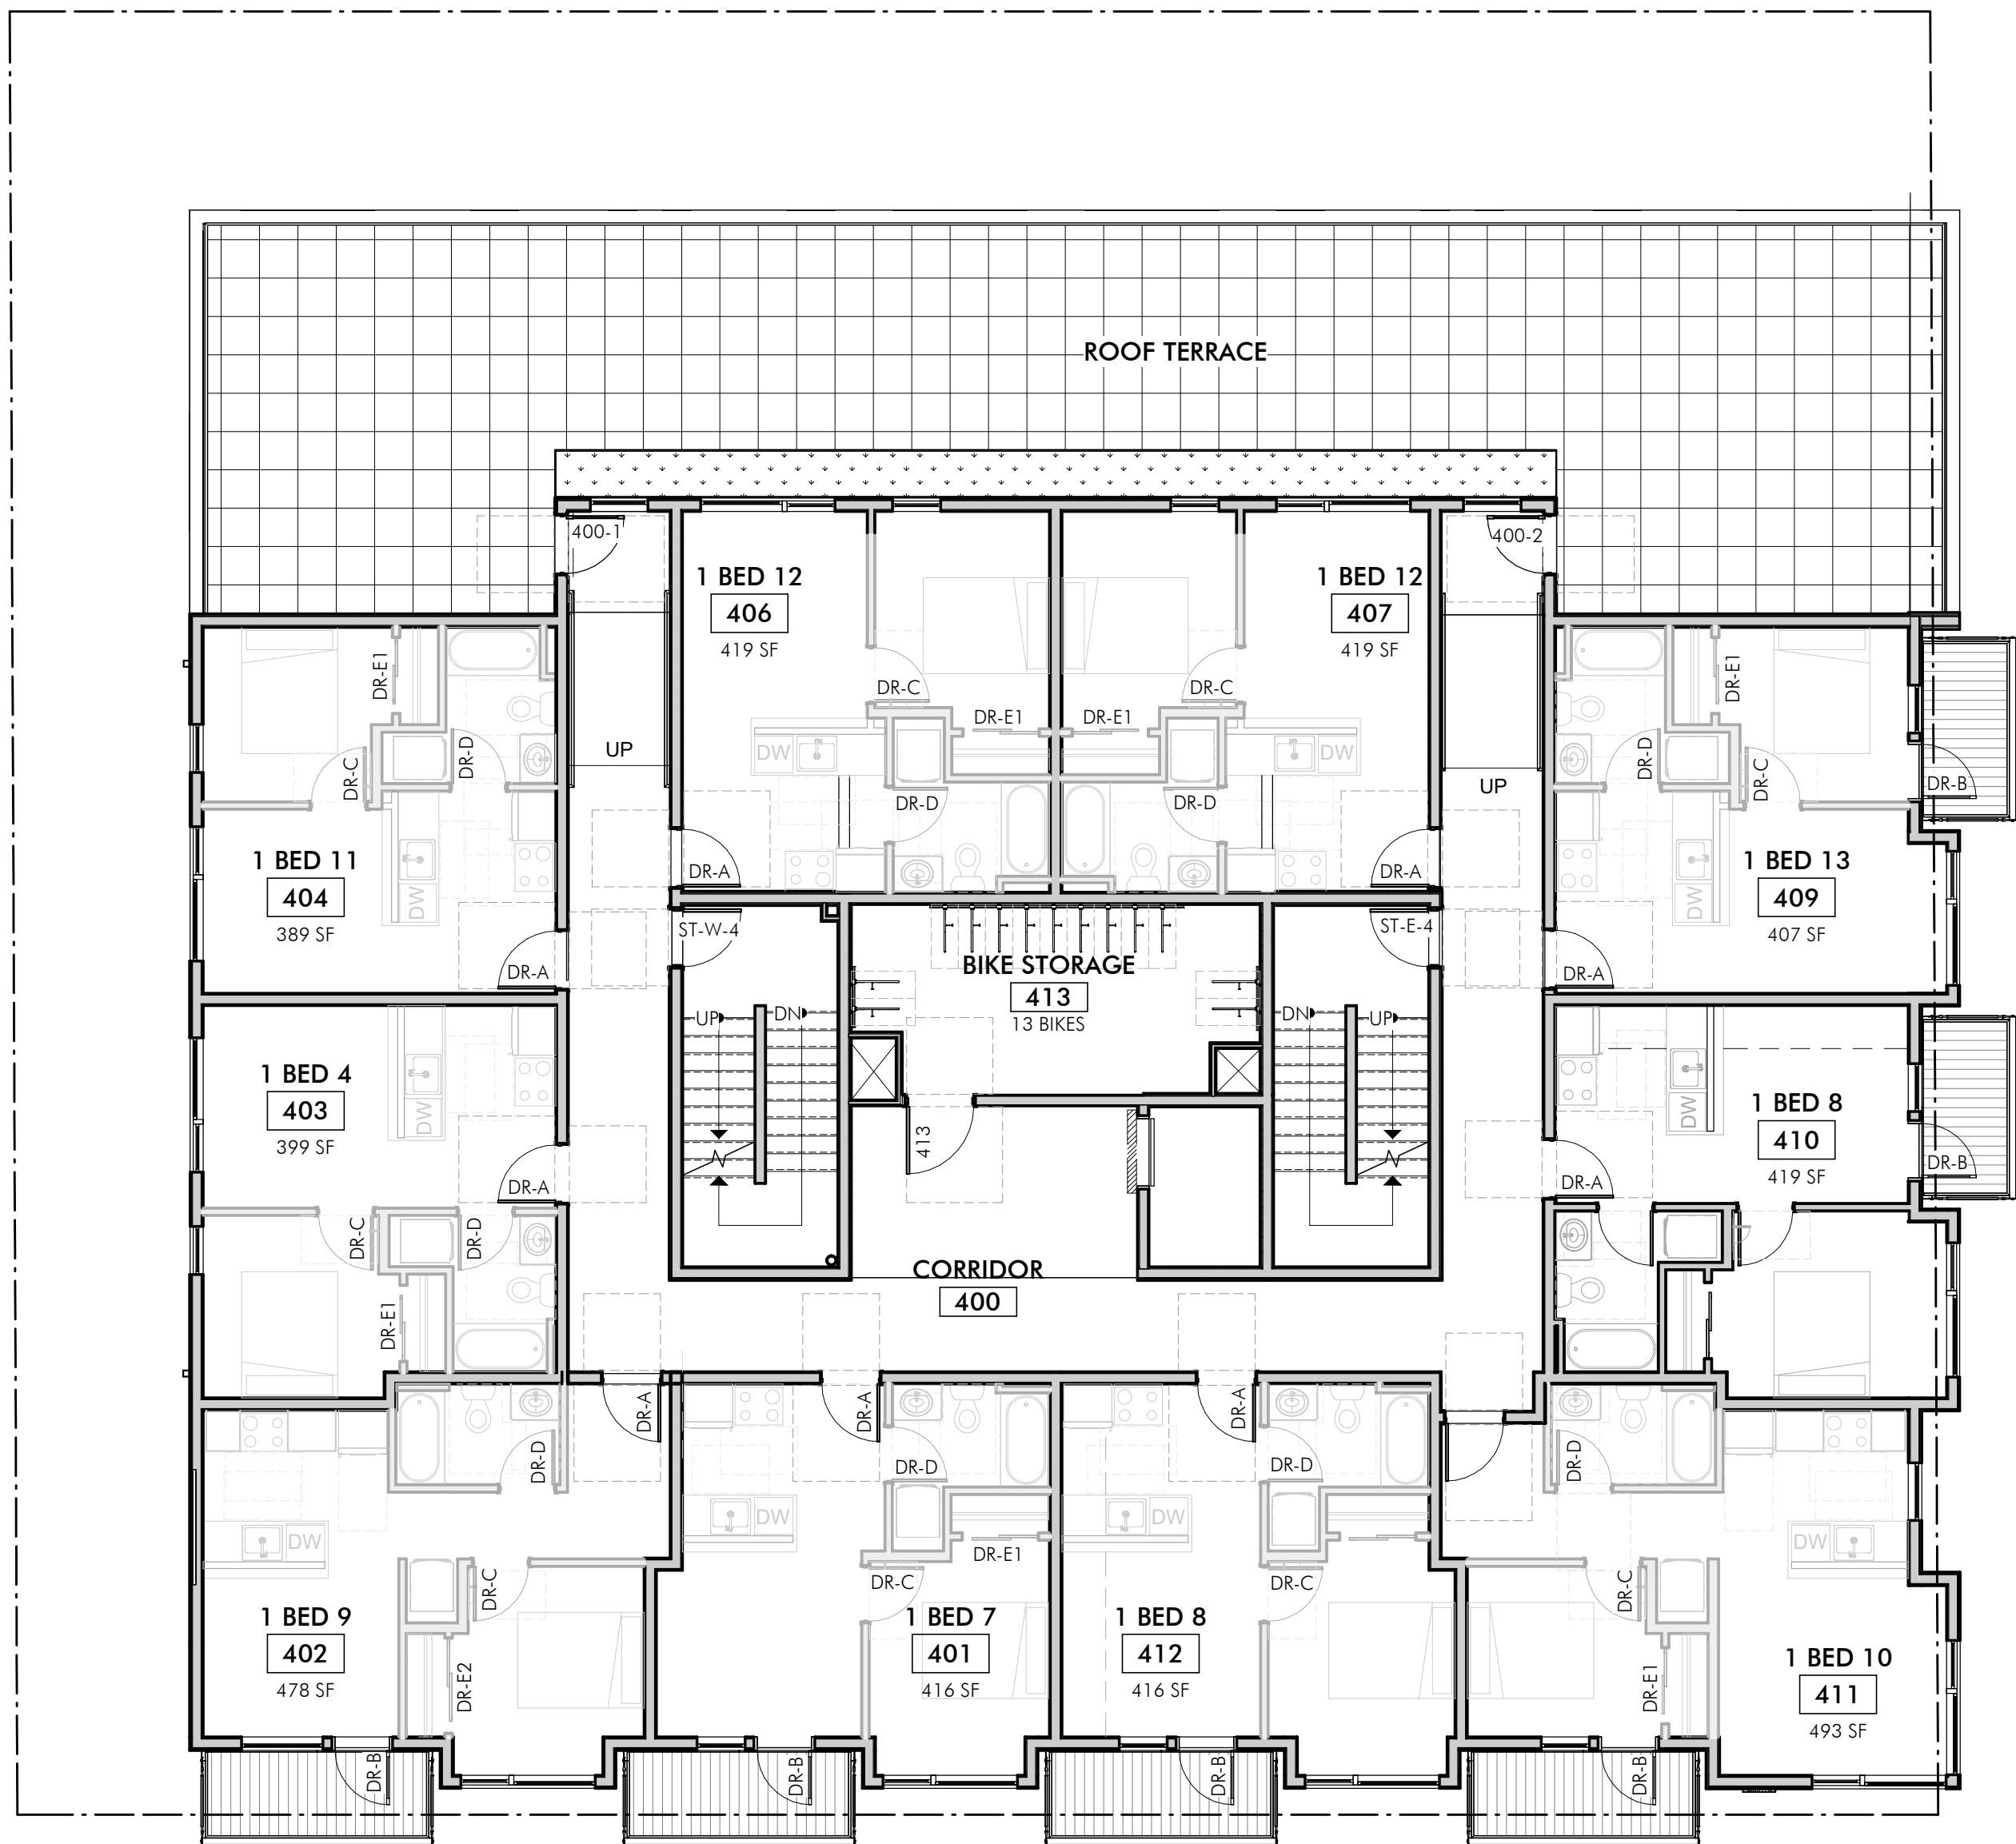 ROOF TERRACE
400-1
400-2
1 BED 12
406
419 SF
1 BED 12
407
419 SF
DR-E1
DR-C
DR-D
UP
DR-C
DR-E1
DW
DR-D
DR-A
DR-C
DR-E1
DW
DR-D
DR-A
UP
DR-E1
DR-D
DR-C
DR-B
1 BED 11
404
389 SF
DW
DR-A
1 BED 13
409
407 SF
DW
DR-A
ST-W-4
ST-E-4
BIKE STORAGE
413
13 BIKES
UP
DN
DN
UP
413
1 BED 4
403
399 SF
DW
DR-A
DR-C
DR-D
DR-E1
1 BED 8
410
419 SF
DW
DR-A
DR-B
CORRIDOR
400
DR-A
DR-A
DR-A
DR-D
DR-D
DR-D
DR-D
DW
DW
DW
DW
DR-C
DR-E1
DR-C
DR-C
DR-C
1 BED 9
402
478 SF
DR-E2
1 BED 7
401
416 SF
1 BED 8
412
416 SF
DR-E1
1 BED 10
411
493 SF
DR-B
DR-B
DR-B
DR-B